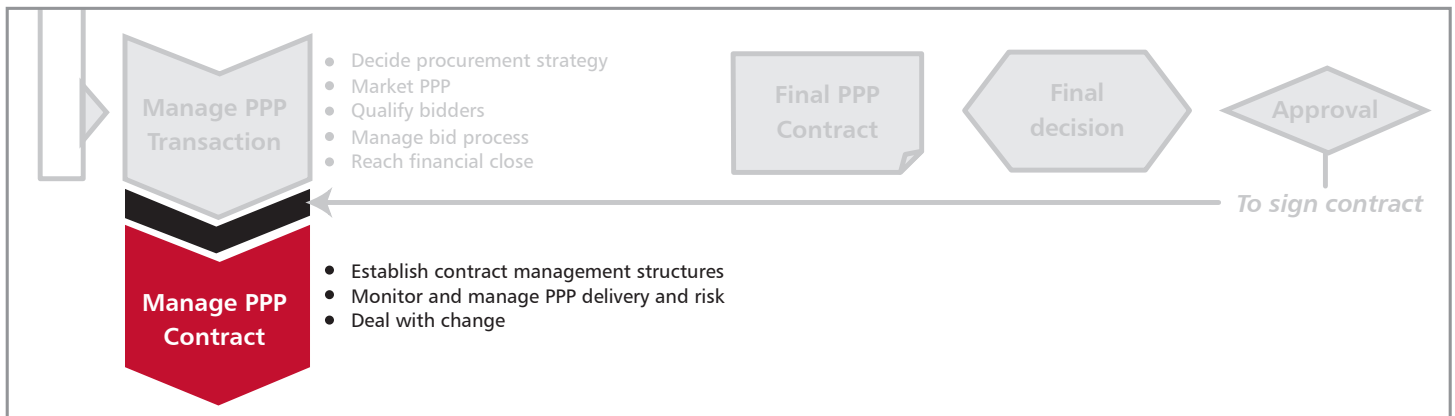 Manage PPP
Transaction
• Decide procurement strategy
• Market PPP
• Qualify bidders
• Manage bid process
• Reach financial close
Final PPP
Contract
Final
decision
Approval
To sign contract
Manage PPP
Contract
• Establish contract management structures
• Monitor and manage PPP delivery and risk
• Deal with change